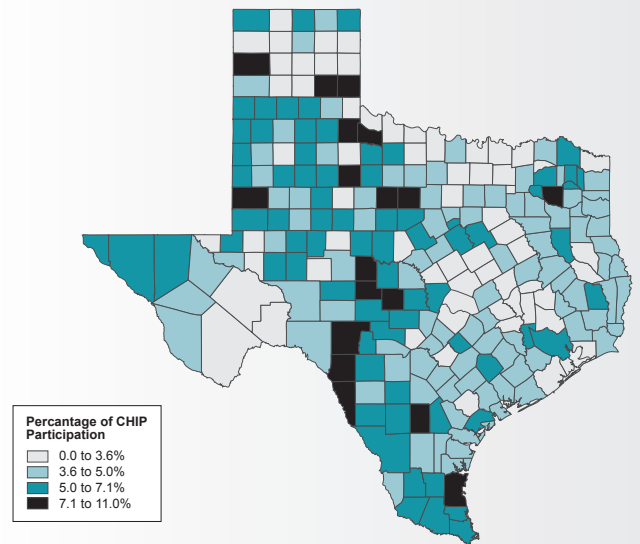 Percantage of CHIP
Participation
0.0 to 3.6%
3.6 to 5.0%
5.0 to 7.1%
7.1 to 11.0%